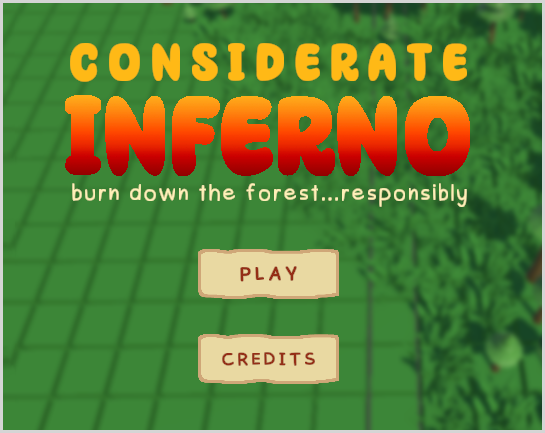 CONSIDERATE
INFERNO
burn down the forest...responsibly
PLAY
CREDITS